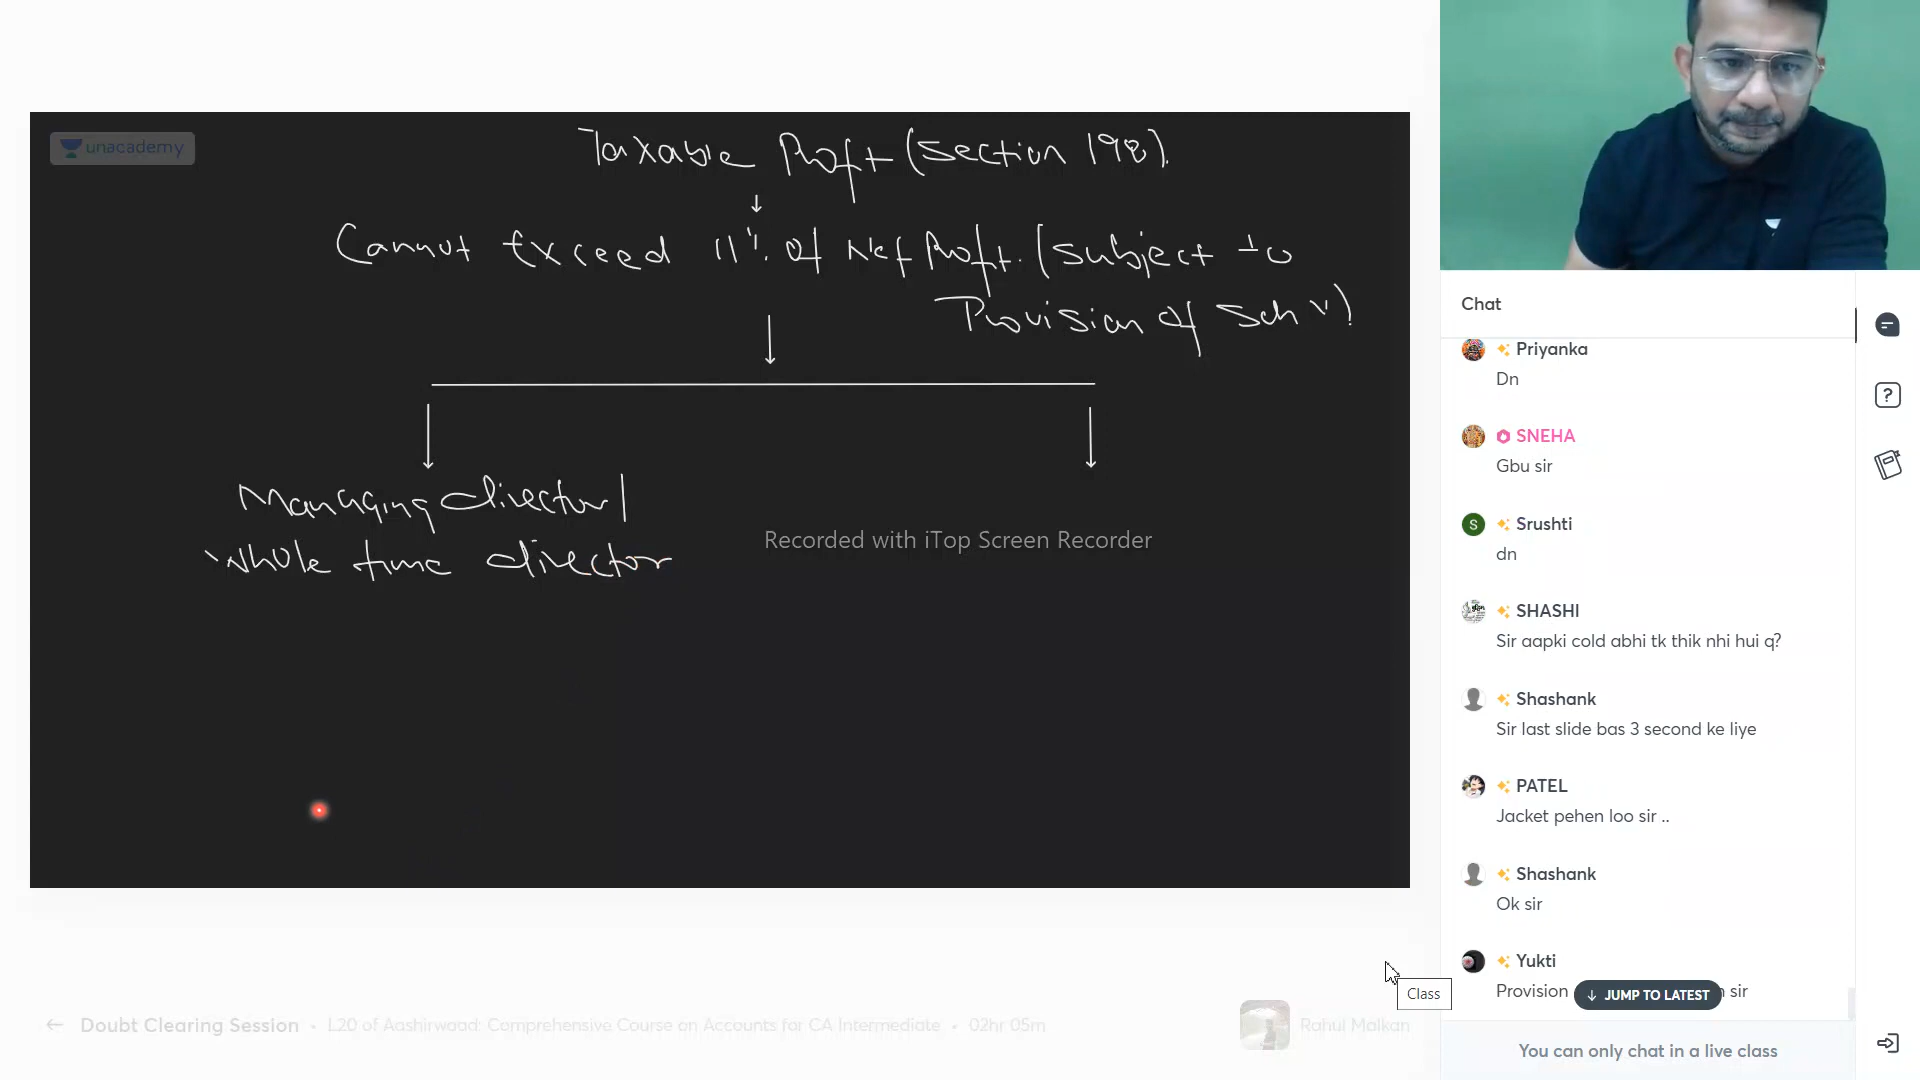 unacademy
Taxable Profit (section 198).
Cannot exceed 11% of Net Profit. (subject to
Provision of Sch V)
Managing director/
whole time director
Recorded with iTop Screen Recorder
Chat
Priyanka
Dn
SNEHA
Gbu sir
S
Srushti
dn
SHASHI
Sir aapki cold abhi tk thik nhi hui q?
Shashank
Sir last slide bas 3 second ke liye
PATEL
Jacket pehen loo sir ..
Shashank
Ok sir
Yukti
Provision sir
JUMP TO LATEST
Class
← Doubt Clearing Session • L20 of Aashirwaad: Comprehensive Course on Accounts for CA Intermediate • 02hr 05m
Rahul Malkan
You can only chat in a live class